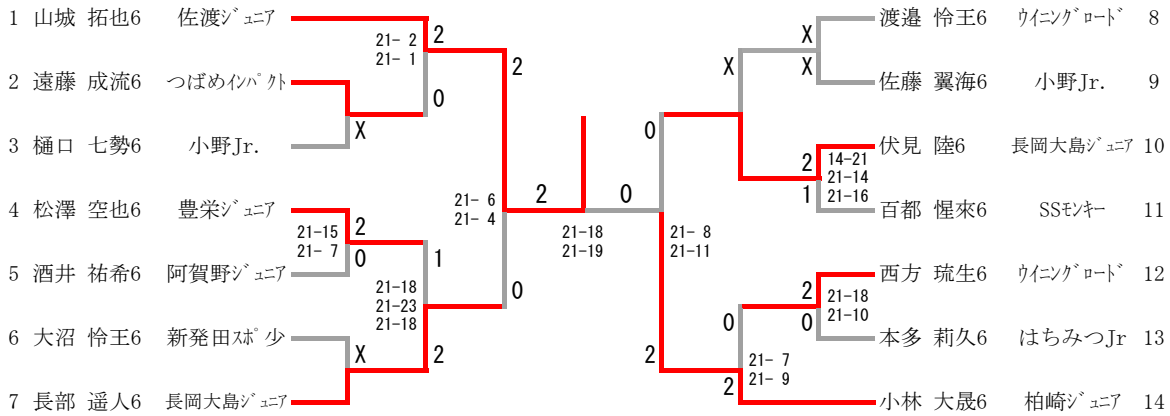 1 山城 拓也6 佐渡ジュニア
2 遠藤 成流6 つばめインパクト
3 樋口 七勢6 小野Jr.
4 松澤 空也6 豊栄ジュニア
5 酒井 祐希6 阿賀野ジュニア
6 大沼 怜王6 新発田スポ少
7 長部 遥人6 長岡大島ジュニア
21- 2
21- 1
2
0
X
21-15
21- 7
2
0
21-18
21-23
21-18
1
2
X
2
21- 6
21- 4
0
2
0
21-18
21-19
0
21- 8
21-11
2
X
X
X
2
1
14-21
21-14
21-16
2
0
21-18
21-10
0
21- 7
21- 9
2
渡邉 怜王6 ウイニングロード 8
佐藤 翼海6 小野Jr. 9
伏見 陸6 長岡大島ジュニア 10
百都 惺來6 SSモンキー 11
西方 琉生6 ウイニングロード 12
本多 莉久6 はちみつJr 13
小林 大晟6 柏崎ジュニア 14